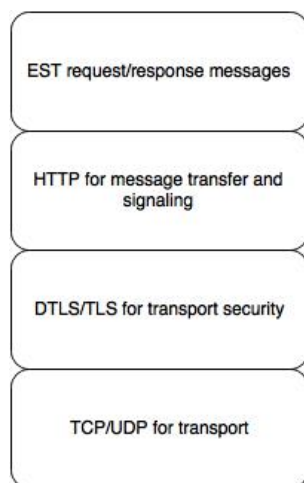 EST request/response messages
HTTP for message transfer and
signaling
DTLS/TLS for transport security
TCP/UDP for transport